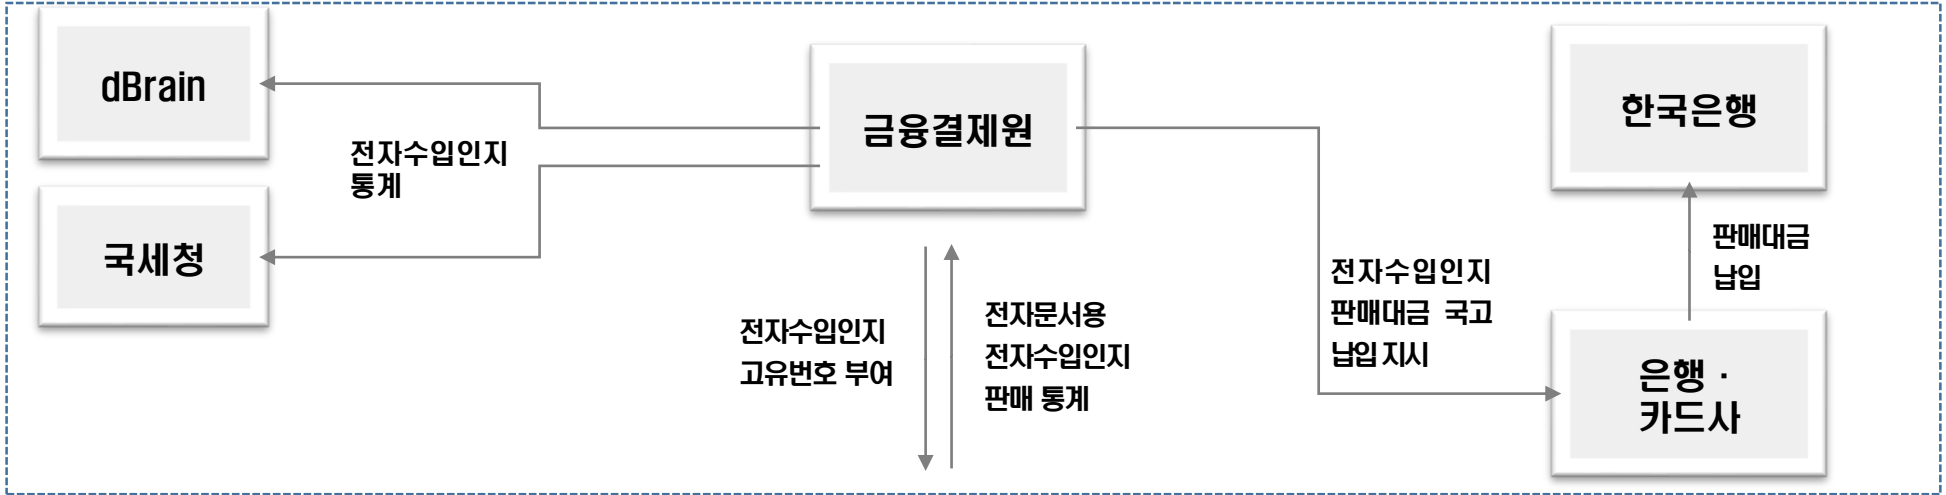 dBrain
금융결제원
한국은행
전자수입인지
통계
국세청
판매대금
납입
전자수입인지
판매대금 국고
납입 지시
전자문서용
전자수입인지
판매 통계
전자수입인지
고유번호 부여
은행 ·
카드사